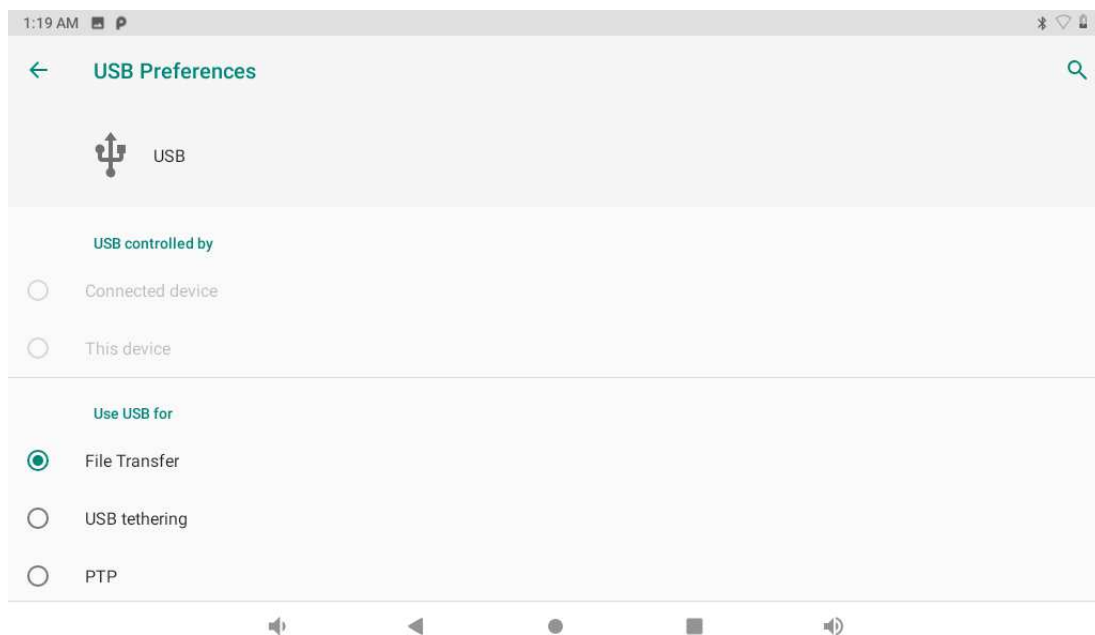 1:19 AM
USB Preferences
USB
USB controlled by
Connected device
This device
Use USB for
File Transfer
USB tethering
PTP